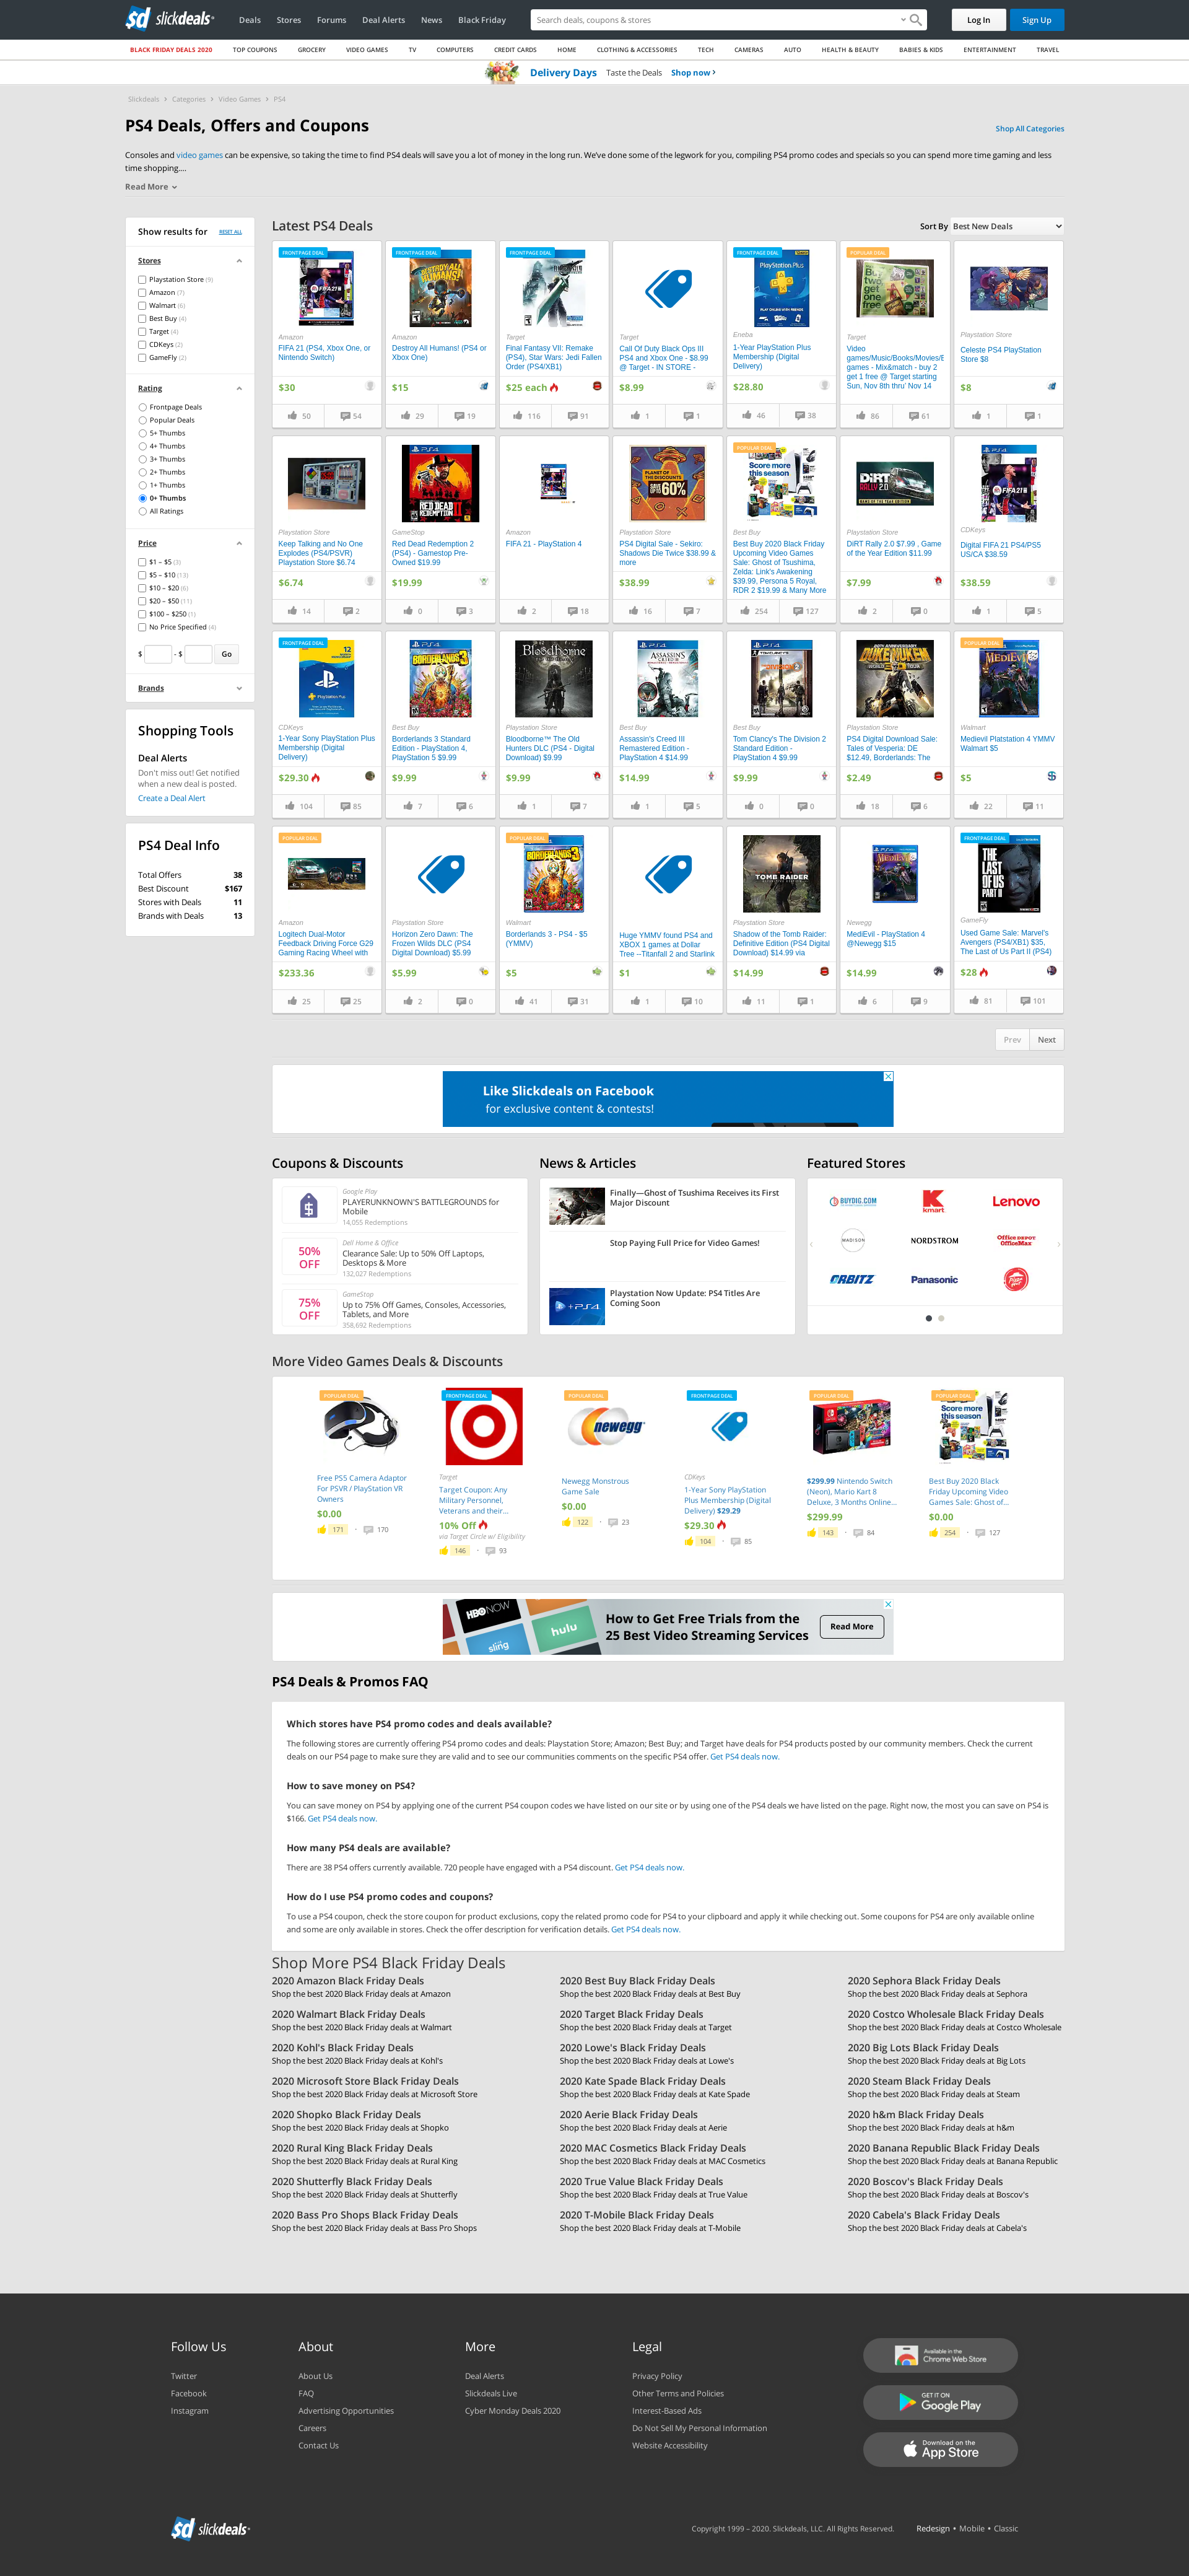 slickdeals
Deals
Stores
Forums
Deal Alerts
News
Black Friday
Search deals, coupons & stores
Log In
Sign Up
BLACK FRIDAY DEALS 2020
TOP COUPONS
GROCERY
VIDEO GAMES
TV
COMPUTERS
CREDIT CARDS
HOME
CLOTHING & ACCESSORIES
TECH
CAMERAS
AUTO
HEALTH & BEAUTY
BABIES & KIDS
ENTERTAINMENT
TRAVEL
Delivery Days Taste the Deals Shop now ›
Slickdeals › Categories › Video Games › PS4
PS4 Deals, Offers and Coupons
Shop All Categories
Consoles and video games can be expensive, so taking the time to find PS4 deals will save you a lot of money in the long run. We've done some of the legwork for you, compiling PS4 promo codes and specials so you can spend more time gaming and less
time shopping....
Read More
Show results for
RESET ALL
Stores
Playstation Store (9)
Amazon (7)
Walmart (6)
Best Buy (4)
Target (4)
CDKeys (2)
GameFly (2)
Rating
Frontpage Deals
Popular Deals
5+ Thumbs
4+ Thumbs
3+ Thumbs
2+ Thumbs
1+ Thumbs
0+ Thumbs
All Ratings
Price
$1 – $5 (3)
$5 – $10 (13)
$10 – $20 (6)
$20 – $50 (11)
$100 – $250 (1)
No Price Specified (4)
$ - $ Go
Brands
Shopping Tools
Deal Alerts
Don't miss out! Get notified
when a new deal is posted.
Create a Deal Alert
PS4 Deal Info
Total Offers 38
Best Discount $167
Stores with Deals 11
Brands with Deals 13
Latest PS4 Deals
Sort By Best New Deals
FRONTPAGE DEAL
Amazon
FIFA 21 (PS4, Xbox One, or
Nintendo Switch)
$30
50 54
FRONTPAGE DEAL
Amazon
Destroy All Humans! (PS4 or
Xbox One)
$15
29 19
FRONTPAGE DEAL
Target
Final Fantasy VII: Remake
(PS4), Star Wars: Jedi Fallen
Order (PS4/XB1)
$25 each
116 91
Target
Call Of Duty Black Ops III
PS4 and Xbox One - $8.99
@ Target - IN STORE -
$8.99
1 1
FRONTPAGE DEAL
PlayStation Plus
Eneba
1-Year PlayStation Plus
Membership (Digital
Delivery)
$28.80
46 38
POPULAR DEAL
Target
Video
games/Music/Books/Movies/E
games - Mix&match - buy 2
get 1 free @ Target starting
Sun, Nov 8th thru' Nov 14
86 61
Playstation Store
Celeste PS4 PlayStation
Store $8
$8
1 1
Playstation Store
Keep Talking and No One
Explodes (PS4/PSVR)
Playstation Store $6.74
$6.74
14 2
RED DEAD REDEMPTION
GameStop
Red Dead Redemption 2
(PS4) - Gamestop Pre-
Owned $19.99
$19.99
0 3
Amazon
FIFA 21 - PlayStation 4
2 18
PLANET OF THE DISCOUNTS
SAVE UP TO 60%
Playstation Store
PS4 Digital Sale - Sekiro:
Shadows Die Twice $38.99 &
more
$38.99
16 7
POPULAR DEAL
Score more
this season
Best Buy
Best Buy 2020 Black Friday
Upcoming Video Games
Sale: Ghost of Tsushima,
Zelda: Link's Awakening
$39.99, Persona 5 Royal,
RDR 2 $19.99 & Many More
254 127
DiRT RALLY 2.0
Playstation Store
DiRT Rally 2.0 $7.99 , Game
of the Year Edition $11.99
$7.99
2 0
FIFA 21
CDKeys
Digital FIFA 21 PS4/PS5
US/CA $38.59
$38.59
1 5
FRONTPAGE DEAL
12
CDKeys
1-Year Sony PlayStation Plus
Membership (Digital
Delivery)
$29.30
104 85
BORDERLANDS 3
Best Buy
Borderlands 3 Standard
Edition - PlayStation 4,
PlayStation 5 $9.99
$9.99
7 6
Bloodborne
Playstation Store
Bloodborne™ The Old
Hunters DLC (PS4 - Digital
Download) $9.99
$9.99
1 7
ASSASSIN'S CREED III
Best Buy
Assassin's Creed III
Remastered Edition -
PlayStation 4 $14.99
$14.99
1 5
Best Buy
Tom Clancy's The Division 2
Standard Edition -
PlayStation 4 $9.99
$9.99
0 0
DUKE NUKEM
Playstation Store
PS4 Digital Download Sale:
Tales of Vesperia: DE
$12.49, Borderlands: The
$2.49
18 6
POPULAR DEAL
MEDIEVIL
Walmart
Medievil Platstation 4 YMMV
Walmart $5
$5
22 11
POPULAR DEAL
Amazon
Logitech Dual-Motor
Feedback Driving Force G29
Gaming Racing Wheel with
$233.36
25 25
Playstation Store
Horizon Zero Dawn: The
Frozen Wilds DLC (PS4
Digital Download) $5.99
$5.99
2 0
POPULAR DEAL
BORDERLANDS 3
Walmart
Borderlands 3 - PS4 - $5
(YMMV)
$5
41 31
Huge YMMV found PS4 and
XBOX 1 games at Dollar
Tree --Titanfall 2 and Starlink
$1
1 10
TOMB RAIDER
Playstation Store
Shadow of the Tomb Raider:
Definitive Edition (PS4 Digital
Download) $14.99 via
$14.99
11 1
MEDIEVIL
Newegg
MediEvil - PlayStation 4
@Newegg $15
$14.99
6 9
FRONTPAGE DEAL
THE LAST OF US PART II
GameFly
Used Game Sale: Marvel's
Avengers (PS4/XB1) $35,
The Last of Us Part II (PS4)
$28
81 101
Prev Next
Like Slickdeals on Facebook
for exclusive content & contests!
Coupons & Discounts
Google Play
PLAYERUNKNOWN'S BATTLEGROUNDS for
Mobile
14,055 Redemptions
50%
OFF
Dell Home & Office
Clearance Sale: Up to 50% Off Laptops,
Desktops & More
132,027 Redemptions
75%
OFF
GameStop
Up to 75% Off Games, Consoles, Accessories,
Tablets, and More
358,692 Redemptions
News & Articles
Finally—Ghost of Tsushima Receives its First
Major Discount
Stop Paying Full Price for Video Games!
+PS4
Playstation Now Update: PS4 Titles Are
Coming Soon
Featured Stores
BUYDIG.COM
kmart
Lenovo
MADISON
NORDSTROM
Office DEPOT
OfficeMax
ORBITZ
Panasonic
Pizza Hut
More Video Games Deals & Discounts
POPULAR DEAL
Free PS5 Camera Adaptor
For PSVR / PlayStation VR
Owners
$0.00
171 • 170
FRONTPAGE DEAL
Target
Target Coupon: Any
Military Personnel,
Veterans and their...
10% Off
via Target Circle w/ Eligibility
146 • 93
POPULAR DEAL
newegg
Newegg Monstrous
Game Sale
$0.00
122 • 23
FRONTPAGE DEAL
CDKeys
1-Year Sony PlayStation
Plus Membership (Digital
Delivery) $29.29
$29.30
104 • 85
POPULAR DEAL
$299.99 Nintendo Switch
(Neon), Mario Kart 8
Deluxe, 3 Months Online...
$299.99
143 • 84
POPULAR DEAL
Score more
this season
Best Buy 2020 Black
Friday Upcoming Video
Games Sale: Ghost of...
$0.00
254 • 127
HBO NOW
sling
hulu
How to Get Free Trials from the
25 Best Video Streaming Services
Read More
PS4 Deals & Promos FAQ
Which stores have PS4 promo codes and deals available?
The following stores are currently offering PS4 promo codes and deals: Playstation Store; Amazon; Best Buy; and Target have deals for PS4 products posted by our community members. Check the current
deals on our PS4 page to make sure they are valid and to see our communities comments on the specific PS4 offer. Get PS4 deals now.
How to save money on PS4?
You can save money on PS4 by applying one of the current PS4 coupon codes we have listed on our site or by using one of the PS4 deals we have listed on the page. Right now, the most you can save on PS4 is
$166. Get PS4 deals now.
How many PS4 deals are available?
There are 38 PS4 offers currently available. 720 people have engaged with a PS4 discount. Get PS4 deals now.
How do I use PS4 promo codes and coupons?
To use a PS4 coupon, check the store coupon for product exclusions, copy the related promo code for PS4 to your clipboard and apply it while checking out. Some coupons for PS4 are only available online
and some are only available in stores. Check the offer description for verification details. Get PS4 deals now.
Shop More PS4 Black Friday Deals
2020 Amazon Black Friday Deals
Shop the best 2020 Black Friday deals at Amazon
2020 Best Buy Black Friday Deals
Shop the best 2020 Black Friday deals at Best Buy
2020 Sephora Black Friday Deals
Shop the best 2020 Black Friday deals at Sephora
2020 Walmart Black Friday Deals
Shop the best 2020 Black Friday deals at Walmart
2020 Target Black Friday Deals
Shop the best 2020 Black Friday deals at Target
2020 Costco Wholesale Black Friday Deals
Shop the best 2020 Black Friday deals at Costco Wholesale
2020 Kohl's Black Friday Deals
Shop the best 2020 Black Friday deals at Kohl's
2020 Lowe's Black Friday Deals
Shop the best 2020 Black Friday deals at Lowe's
2020 Big Lots Black Friday Deals
Shop the best 2020 Black Friday deals at Big Lots
2020 Microsoft Store Black Friday Deals
Shop the best 2020 Black Friday deals at Microsoft Store
2020 Kate Spade Black Friday Deals
Shop the best 2020 Black Friday deals at Kate Spade
2020 Steam Black Friday Deals
Shop the best 2020 Black Friday deals at Steam
2020 Shopko Black Friday Deals
Shop the best 2020 Black Friday deals at Shopko
2020 Aerie Black Friday Deals
Shop the best 2020 Black Friday deals at Aerie
2020 h&m Black Friday Deals
Shop the best 2020 Black Friday deals at h&m
2020 Rural King Black Friday Deals
Shop the best 2020 Black Friday deals at Rural King
2020 MAC Cosmetics Black Friday Deals
Shop the best 2020 Black Friday deals at MAC Cosmetics
2020 Banana Republic Black Friday Deals
Shop the best 2020 Black Friday deals at Banana Republic
2020 Shutterfly Black Friday Deals
Shop the best 2020 Black Friday deals at Shutterfly
2020 True Value Black Friday Deals
Shop the best 2020 Black Friday deals at True Value
2020 Boscov's Black Friday Deals
Shop the best 2020 Black Friday deals at Boscov's
2020 Bass Pro Shops Black Friday Deals
Shop the best 2020 Black Friday deals at Bass Pro Shops
2020 T-Mobile Black Friday Deals
Shop the best 2020 Black Friday deals at T-Mobile
2020 Cabela's Black Friday Deals
Shop the best 2020 Black Friday deals at Cabela's
Follow Us
Twitter
Facebook
Instagram
About
About Us
FAQ
Advertising Opportunities
Careers
Contact Us
More
Deal Alerts
Slickdeals Live
Cyber Monday Deals 2020
Legal
Privacy Policy
Other Terms and Policies
Interest-Based Ads
Do Not Sell My Personal Information
Website Accessibility
Available in the
Chrome Web Store
GET IT ON
Google Play
Download on the
App Store
slickdeals
Copyright 1999 – 2020. Slickdeals, LLC. All Rights Reserved.
Redesign • Mobile • Classic